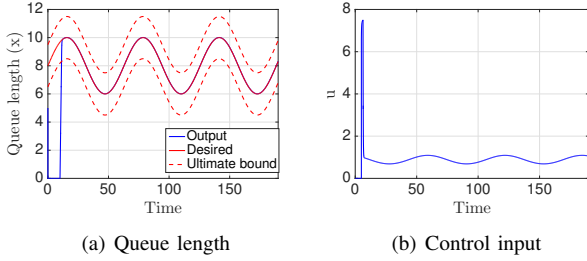 Queue length (x)
12
10
8
6
4
2
0
0
50
100
150
Time
Output
Desired
Ultimate bound
(a) Queue length
u
8
6
4
2
0
0
50
100
150
Time
(b) Control input